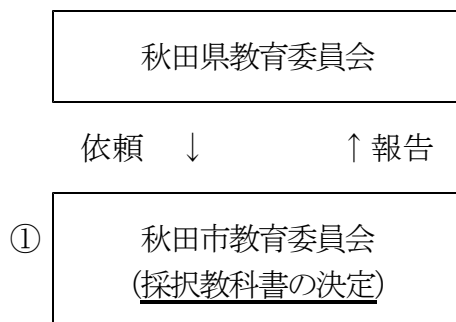 秋田県教育委員会
依頼 ↓ ↑報告
① 秋田市教育委員会
(採択教科書の決定)